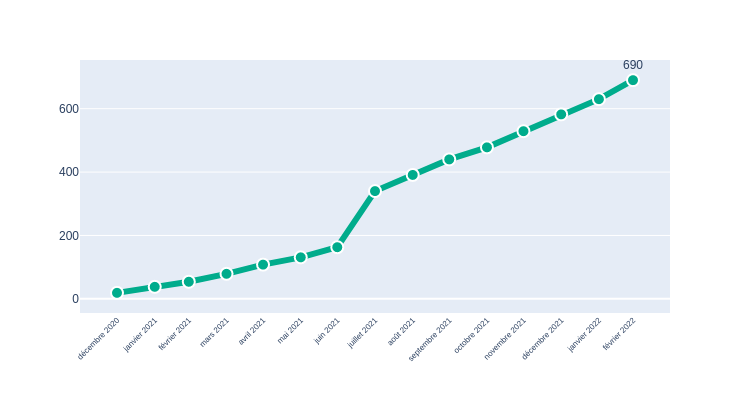 690
600
400
200
0
décembre 2020
janvier 2021
février 2021
mars 2021
avril 2021
mai 2021
juin 2021
juillet 2021
août 2021
septembre 2021
octobre 2021
novembre 2021
décembre 2021
janvier 2022
février 2022